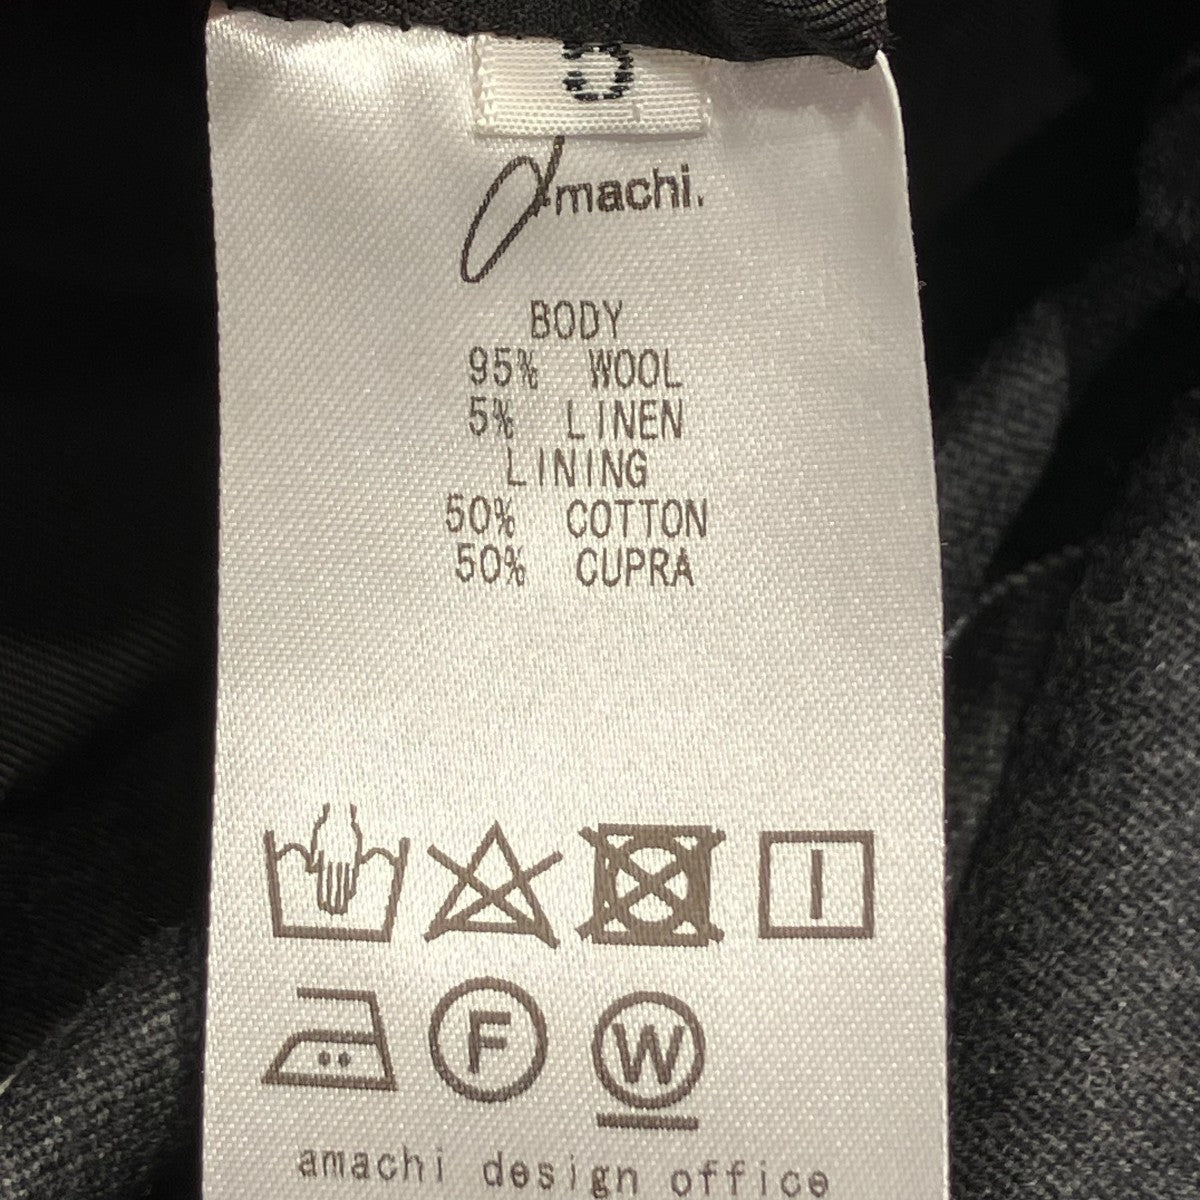 amachi.
BODY
95% WOOL
5% LINEN
LINING
50% COTTON
50% CUPRA
F W
amachi design office